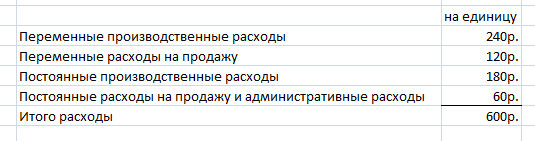 на единицу
Переменные производственные расходы 240р.
Переменные расходы на продажу 120р.
Постоянные производственные расходы 180р.
Постоянные расходы на продажу и административные расходы 60р.
Итого расходы 600р.